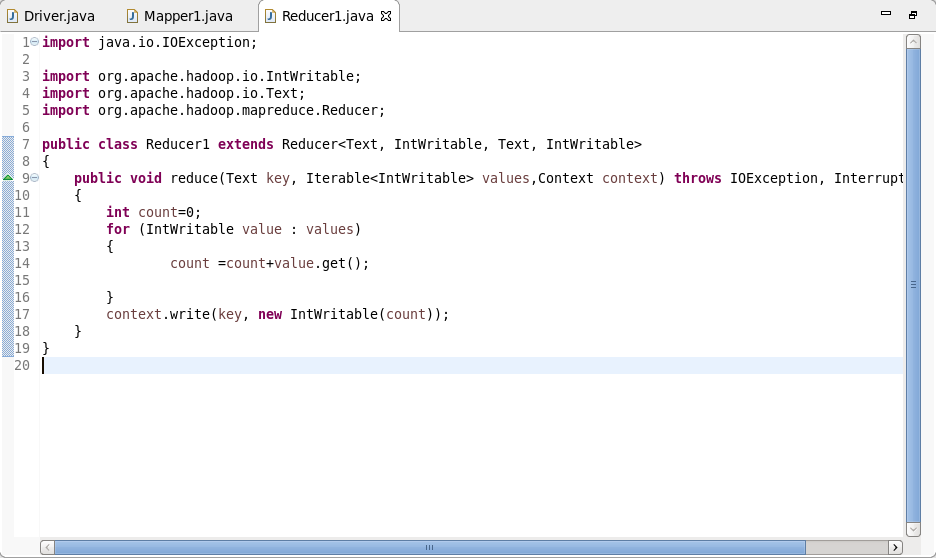 Driver.java Mapper1.java Reducer1.java
1 import java.io.IOException;
2
3 import org.apache.hadoop.io.IntWritable;
4 import org.apache.hadoop.io.Text;
5 import org.apache.hadoop.mapreduce.Reducer;
6
7 public class Reducer1 extends Reducer<Text, IntWritable, Text, IntWritable>
8 {
9     public void reduce(Text key, Iterable<IntWritable> values,Context context) throws IOException, Interrupt
10     {
11         int count=0;
12         for (IntWritable value : values)
13         {
14                 count =count+value.get();
15
16         }
17         context.write(key, new IntWritable(count));
18     }
19 }
20